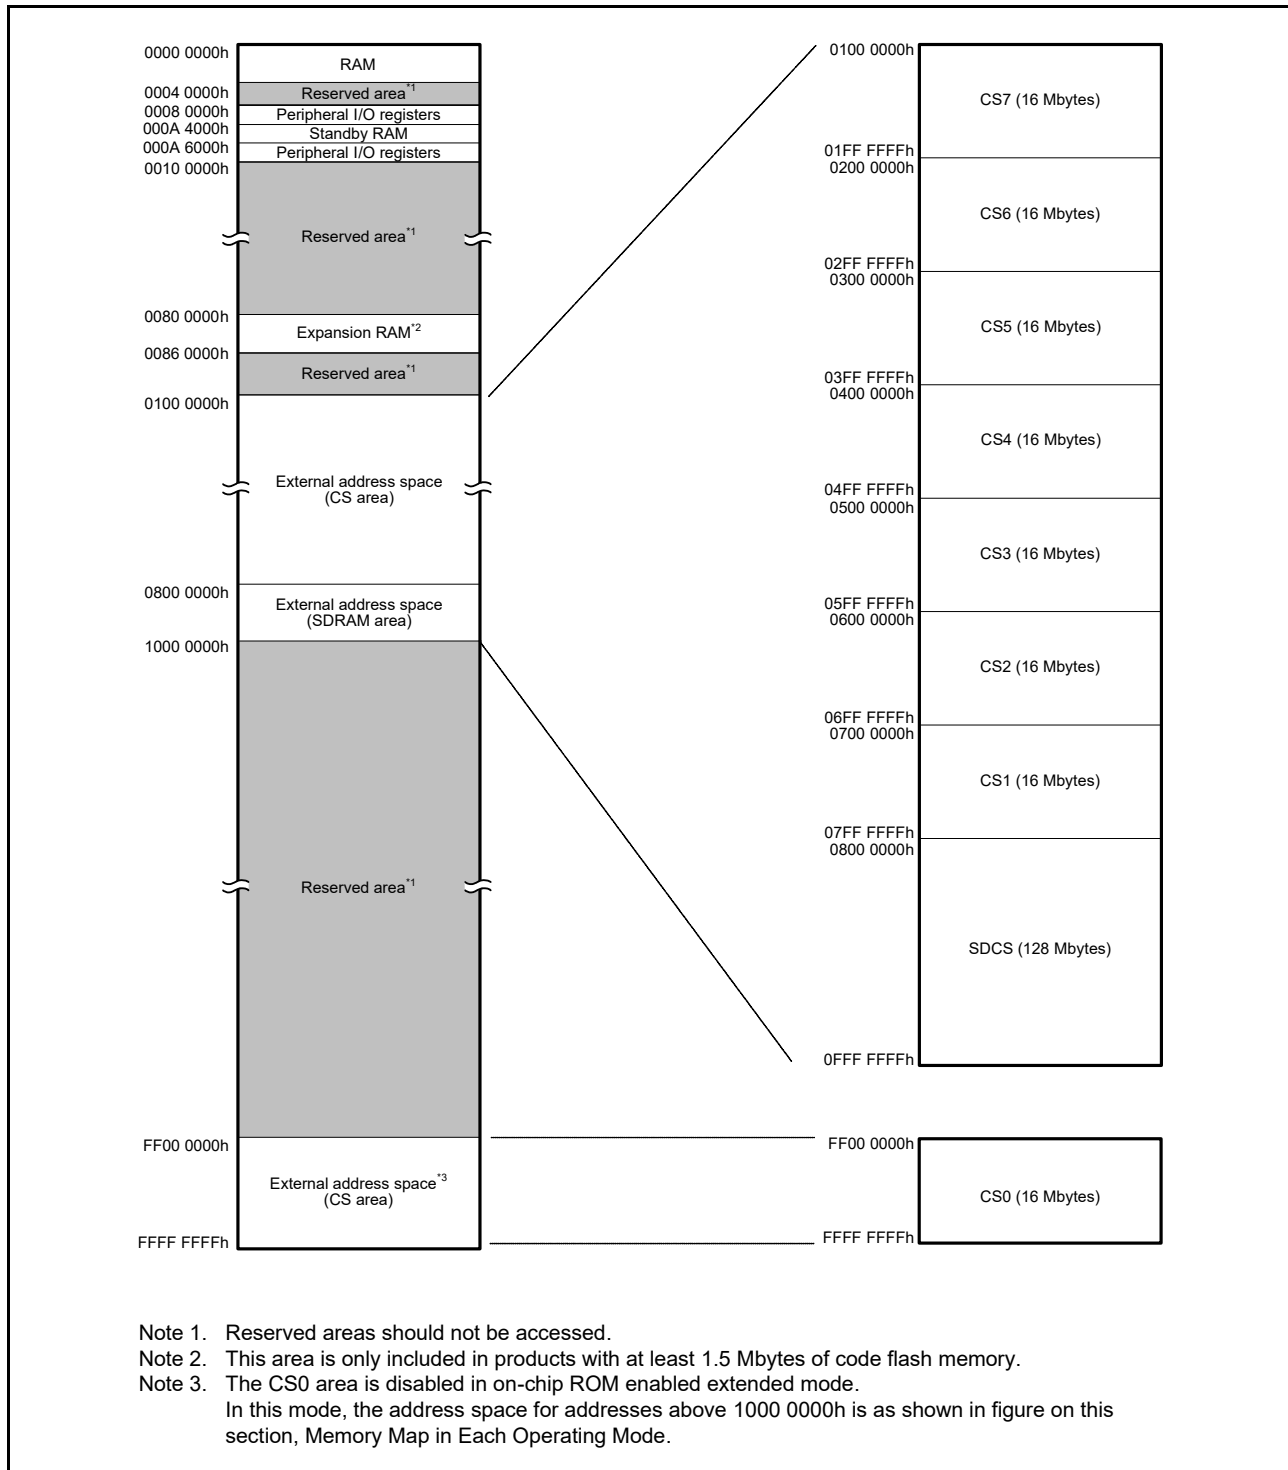 0000 0000h
RAM
0004 0000h
Reserved area*1
0008 0000h
Peripheral I/O registers
000A 4000h
Standby RAM
000A 6000h
Peripheral I/O registers
0010 0000h
Reserved area*1
0080 0000h
Expansion RAM*2
0086 0000h
Reserved area*1
0100 0000h
External address space
(CS area)
0800 0000h
External address space
(SDRAM area)
1000 0000h
Reserved area*1
FF00 0000h
External address space*3
(CS area)
FFFF FFFFh
0100 0000h
CS7 (16 Mbytes)
01FF FFFFh
0200 0000h
CS6 (16 Mbytes)
02FF FFFFh
0300 0000h
CS5 (16 Mbytes)
03FF FFFFh
0400 0000h
CS4 (16 Mbytes)
04FF FFFFh
0500 0000h
CS3 (16 Mbytes)
05FF FFFFh
0600 0000h
CS2 (16 Mbytes)
06FF FFFFh
0700 0000h
CS1 (16 Mbytes)
07FF FFFFh
0800 0000h
SDCS (128 Mbytes)
0FFF FFFFh
FF00 0000h
CS0 (16 Mbytes)
FFFF FFFFh
Note 1. Reserved areas should not be accessed.
Note 2. This area is only included in products with at least 1.5 Mbytes of code flash memory.
Note 3. The CS0 area is disabled in on-chip ROM enabled extended mode.
In this mode, the address space for addresses above 1000 0000h is as shown in figure on this
section, Memory Map in Each Operating Mode.